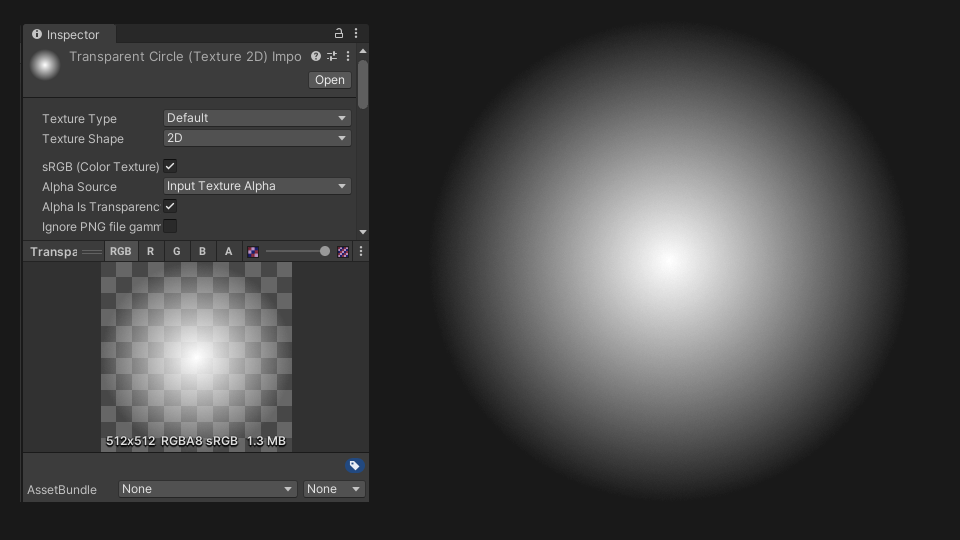 Inspector
Transparent Circle (Texture 2D) Impo
Open
Texture Type Default
Texture Shape 2D
sRGB (Color Texture)
Alpha Source Input Texture Alpha
Alpha Is Transparenc
Ignore PNG file gamm
Transpa RGB R G B A
512x512 RGBA8 sRGB 1.3 MB
AssetBundle None None